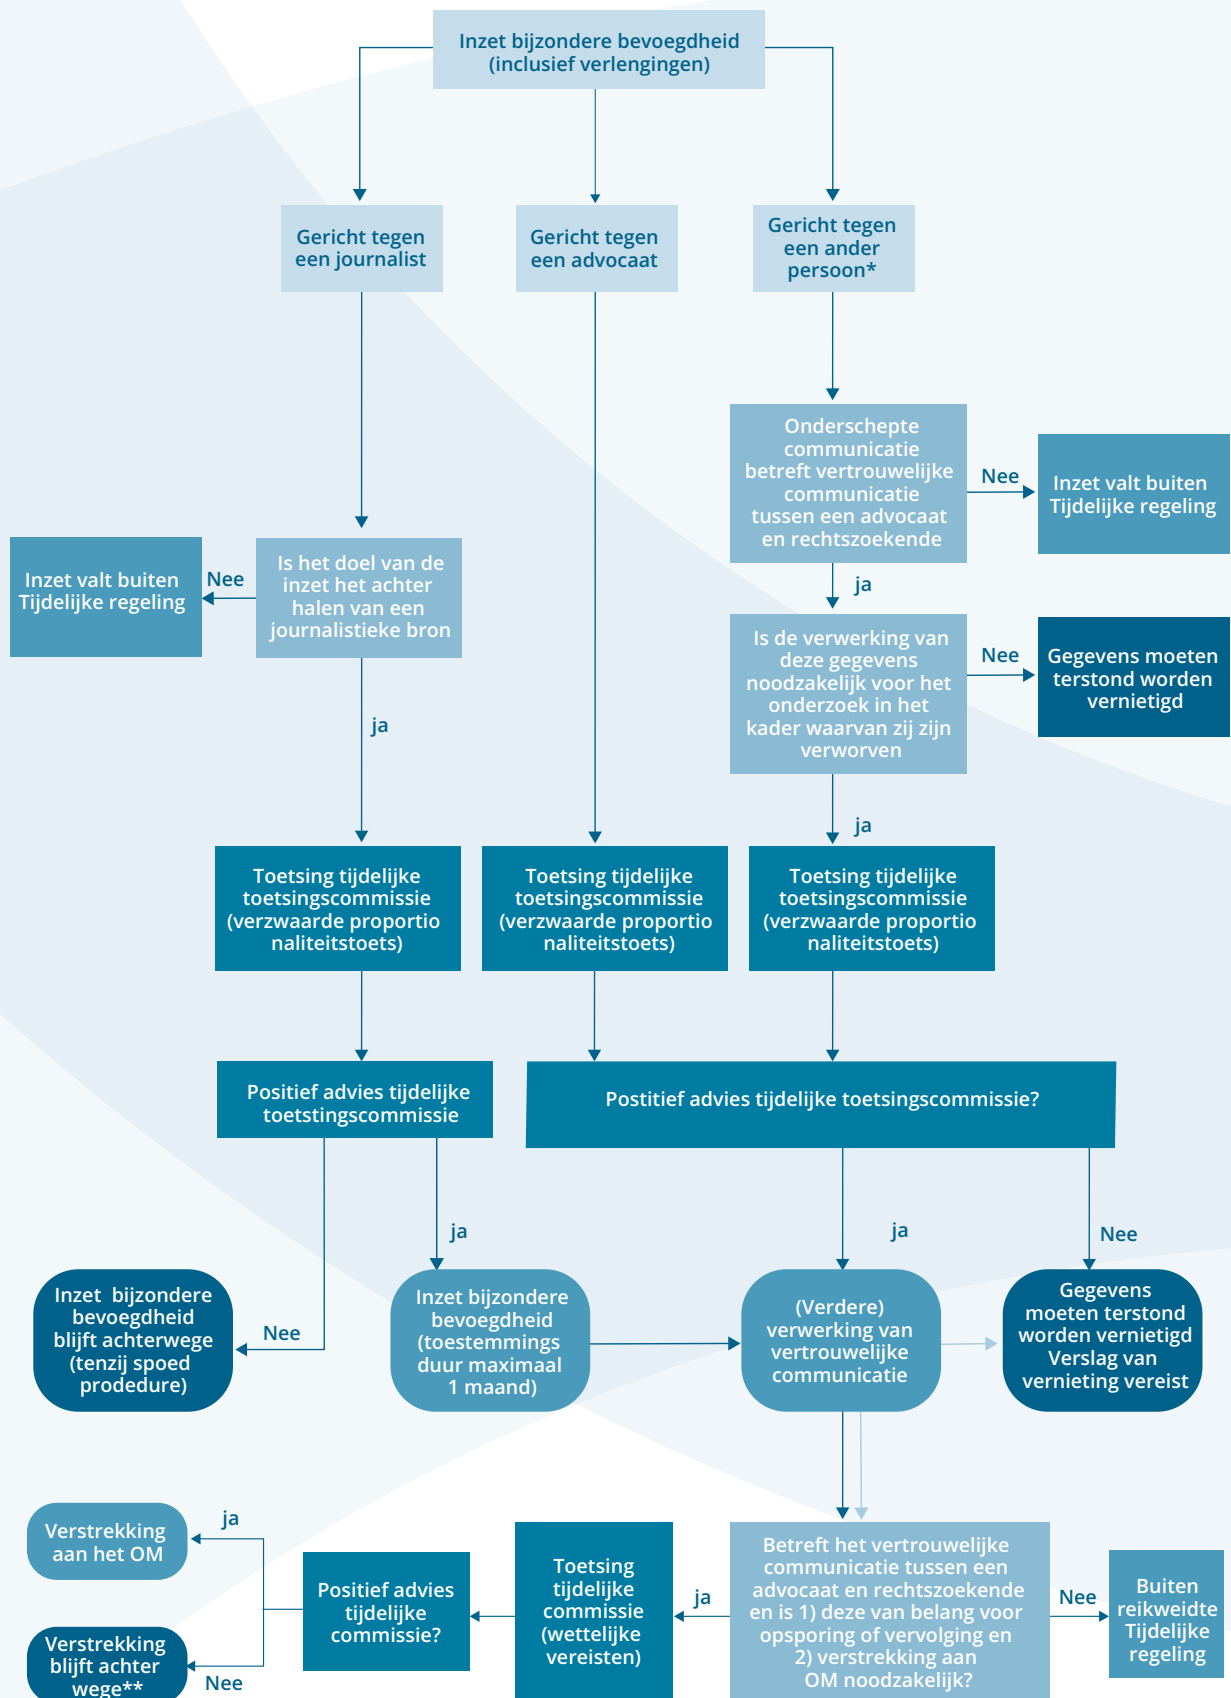 Inzet bijzondere bevoegdheid
(inclusief verlengingen)
Gericht tegen
een journalist
Gericht tegen
een advocaat
Gericht tegen
een ander
persoon*
Onderschepte
communicatie
betreft vertrouwelijke
communicatie
tussen een advocaat
en rechtszoekende
Nee
Inzet valt buiten
Tijdelijke regeling
Inzet valt buiten
Tijdelijke regeling
Nee
Is het doel van de
inzet het achter
halen van een
journalistieke bron
ja
Is de verwerking van
deze gegevens
noodzakelijk voor het
onderzoek in het
kader waarvan zij zijn
verworven
Nee
Gegevens moeten
terstond worden
vernietigd
ja
ja
Toetsing tijdelijke
toetsingscommissie
(verzwaarde proportio
naliteitstoets)
Toetsing tijdelijke
toetsingscommissie
(verzwaarde proportio
naliteitstoets)
Toetsing tijdelijke
toetsingscommissie
(verzwaarde proportio
naliteitstoets)
Positief advies tijdelijke
toetstingscommissie
Postitief advies tijdelijke toetsingscommissie?
ja
ja
Nee
Inzet bijzondere
bevoegdheid
blijft achterwege
(tenzij spoed
prodedure)
Nee
Inzet bijzondere
bevoegdheid
(toestemmings
duur maximaal
1 maand)
(Verdere)
verwerking van
vertrouwelijke
communicatie
Gegevens
moeten terstond
worden vernietigd
Verslag van
vernieting vereist
Verstrekking
aan het OM
ja
Verstrekking
blijft achter
wege**
Nee
Positief advies
tijdelijke
commissie?
Toetsing
tijdelijke
commissie
(wettelijke
vereisten)
ja
Betreft het vertrouwelijke
communicatie tussen een
advocaat en rechtszoekende
en is 1) deze van belang voor
opsporing of vervolging en
2) verstrekking aan
OM noodzakelijk?
Nee
Buiten
reikweidte
Tijdelijke
regeling